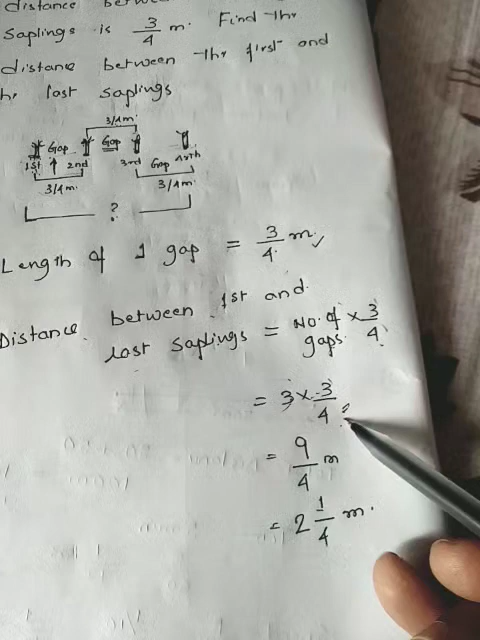 distance between
saplings is 3/4 m. Find the
distance between the first and
the last saplings
3/4m.
Gap Gap
1st 2nd 3rd Gap 4th
3/4m. 3/4m.
?
Length of 1 gap = 3/4 m.
Distance between 1st and
last saplings = No. of gaps × 3/4
= 3 × 3/4
= 9/4 m
= 2 1/4 m.